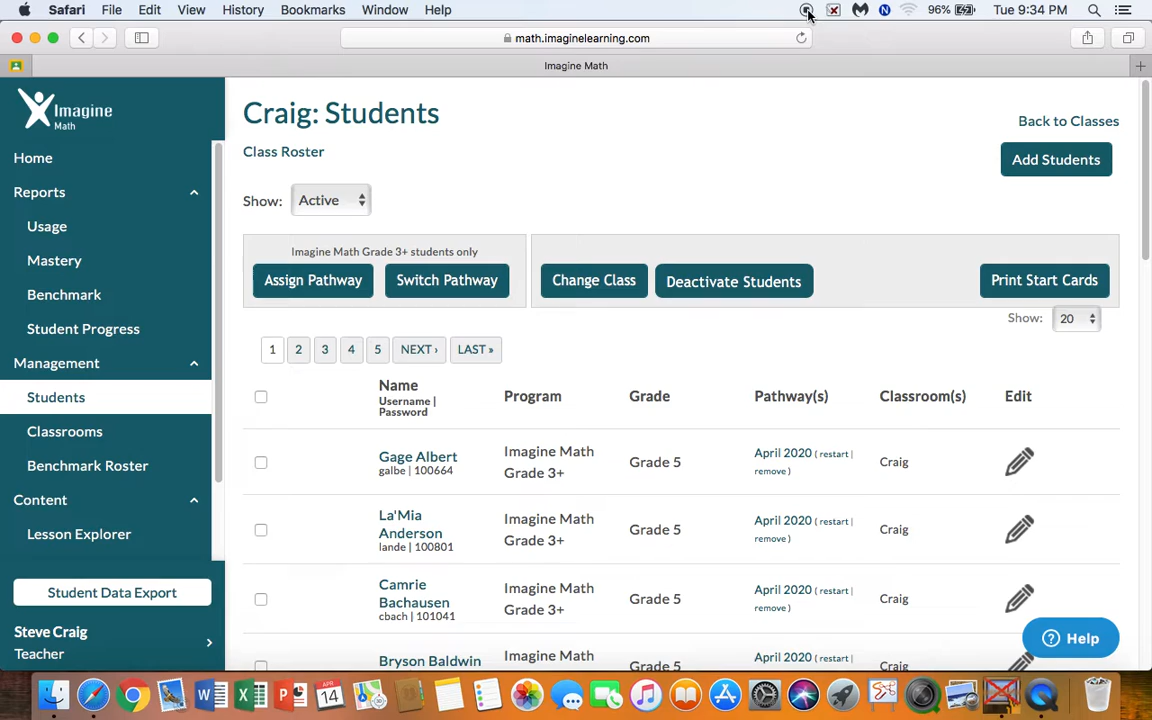 Safari File Edit View History Bookmarks Window Help 96% Tue 9:34 PM
math.imaginelearning.com
Imagine Math
Imagine
Math
Home
Reports
Usage
Mastery
Benchmark
Student Progress
Management
Students
Classrooms
Benchmark Roster
Content
Lesson Explorer
Student Data Export
Steve Craig
Teacher
Craig: Students
Back to Classes
Class Roster
Add Students
Show: Active
Imagine Math Grade 3+ students only
Assign Pathway Switch Pathway Change Class Deactivate Students Print Start Cards
Show: 20
1 2 3 4 5 NEXT › LAST »
Name
Username |
Password
Program Grade Pathway(s) Classroom(s) Edit
Gage Albert
galbe | 100664
Imagine Math
Grade 3+
Grade 5
April 2020 ( restart |
remove )
Craig
La'Mia
Anderson
lande | 100801
Imagine Math
Grade 3+
Grade 5
April 2020 ( restart |
remove )
Craig
Camrie
Bachausen
cbach | 101041
Imagine Math
Grade 3+
Grade 5
April 2020 ( restart |
remove )
Craig
Bryson Baldwin
Imagine Math
Grade 5
April 2020 ( restart |
Craig
Help
APR
14